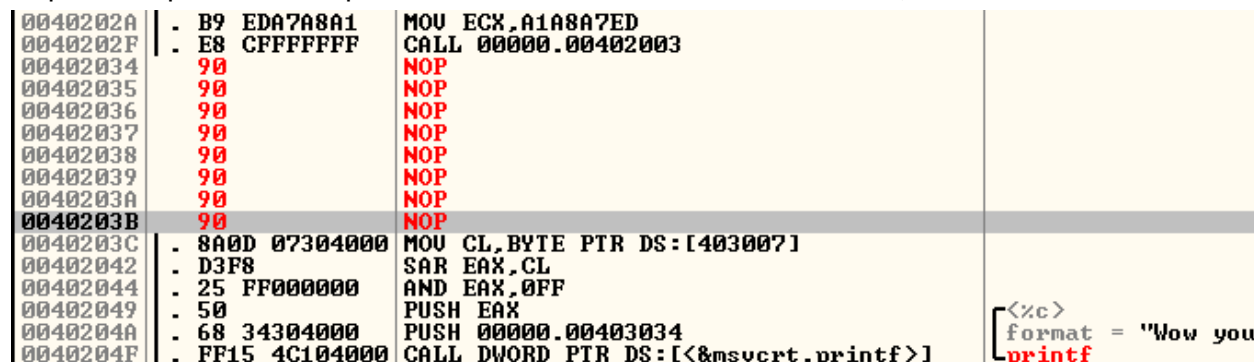 0040202A . B9 EDA7A8A1 MOV ECX,A1A8A7ED
0040202F . E8 CFFFFFFF CALL 00000.00402003
00402034 90 NOP
00402035 90 NOP
00402036 90 NOP
00402037 90 NOP
00402038 90 NOP
00402039 90 NOP
0040203A 90 NOP
0040203B 90 NOP
0040203C . 8A0D 07304000 MOV CL,BYTE PTR DS:[403007]
00402042 . D3F8 SAR EAX,CL
00402044 . 25 FF000000 AND EAX,0FF
00402049 . 50 PUSH EAX <%c>
0040204A . 68 34304000 PUSH 00000.00403034 format = "Wow you
0040204F . FF15 4C104000 CALL DWORD PTR DS:[<&msvcrt.printf>] printf